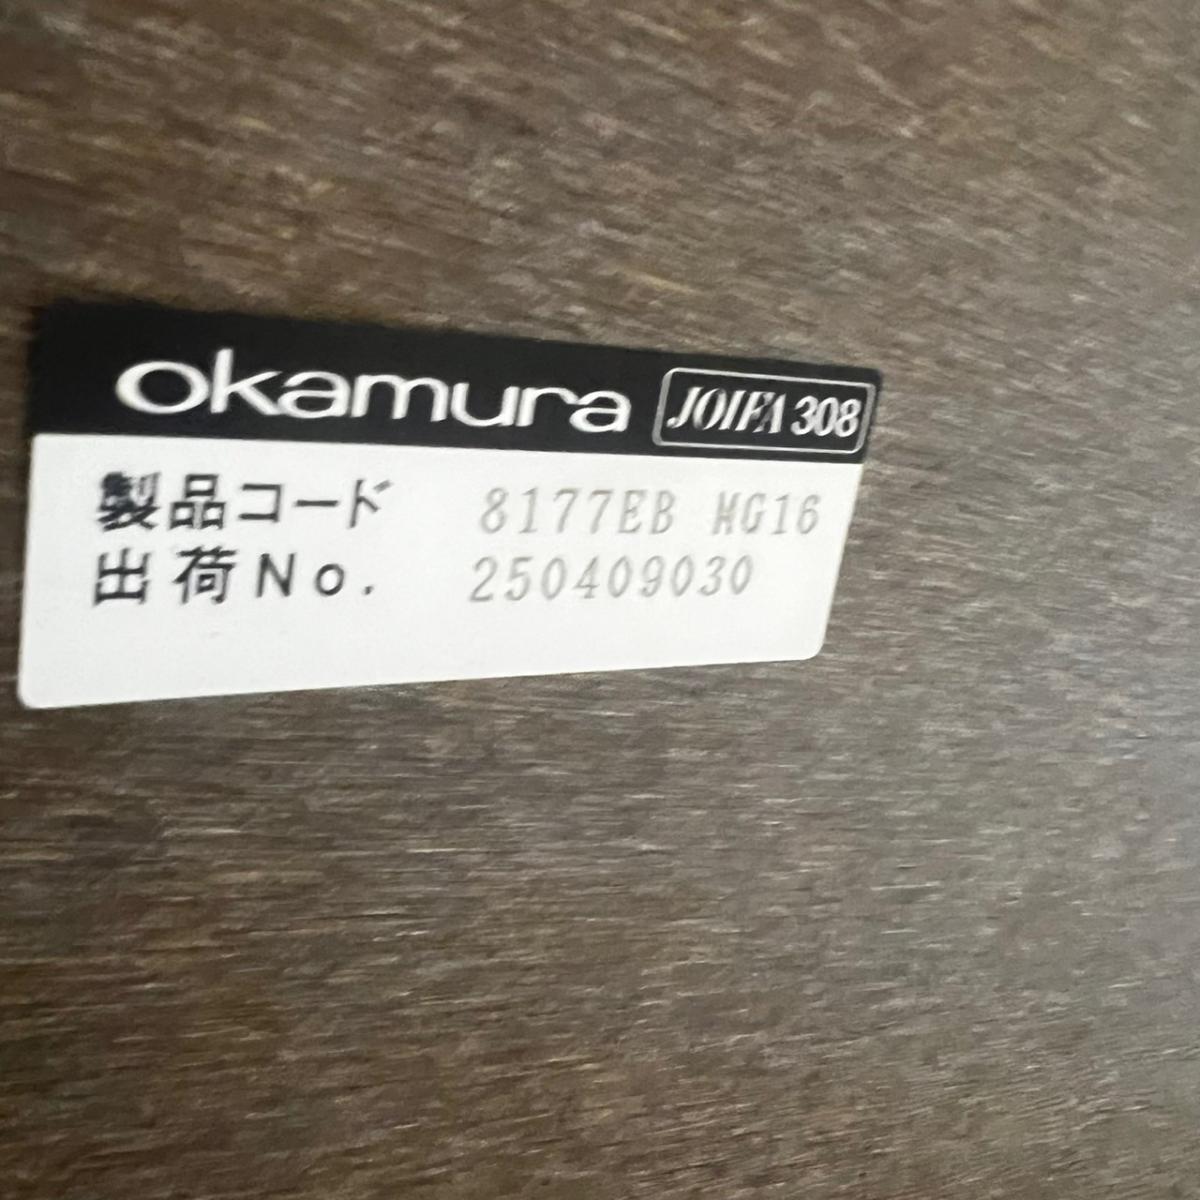 okamura JOIFA 308
製品コード 8177EB MG16
出荷No. 250409030